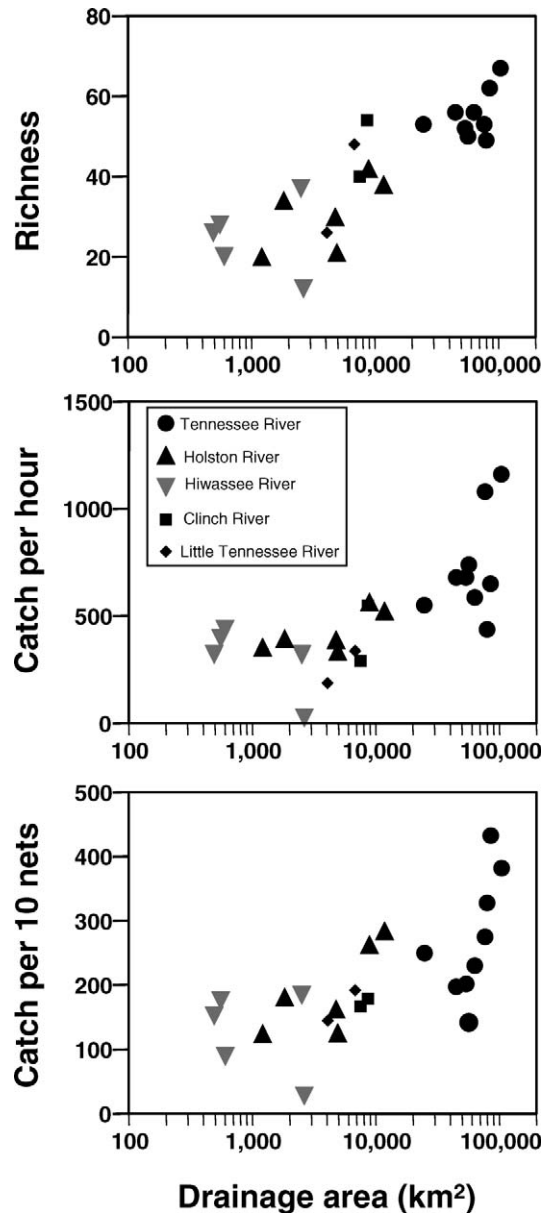 Richness
80
60
40
20
0
100 1,000 10,000 100,000
Catch per hour
1500
1000
500
0
Tennessee River
Holston River
Hiwassee River
Clinch River
Little Tennessee River
100 1,000 10,000 100,000
Catch per 10 nets
500
400
300
200
100
0
100 1,000 10,000 100,000
Drainage area (km²)